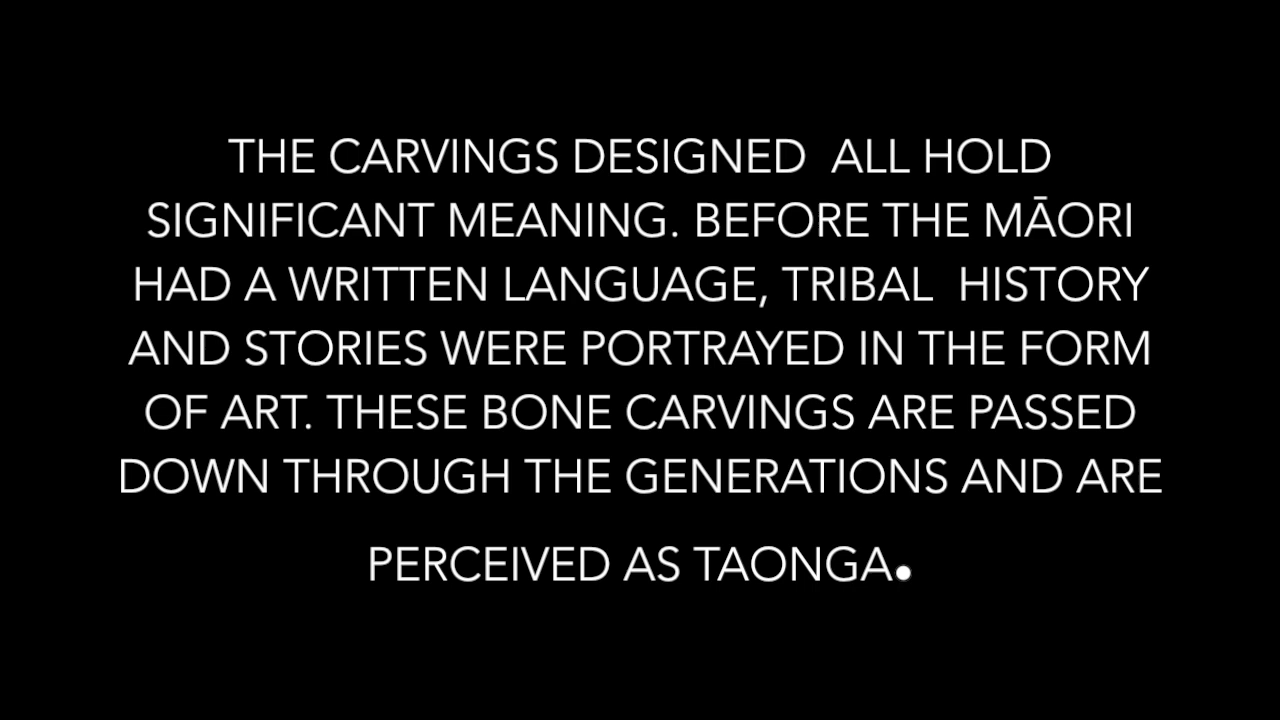 THE CARVINGS DESIGNED  ALL HOLD
SIGNIFICANT MEANING. BEFORE THE MĀORI
HAD A WRITTEN LANGUAGE, TRIBAL  HISTORY
AND STORIES WERE PORTRAYED IN THE FORM
OF ART. THESE BONE CARVINGS ARE PASSED
DOWN THROUGH THE GENERATIONS AND ARE
PERCEIVED AS TAONGA.